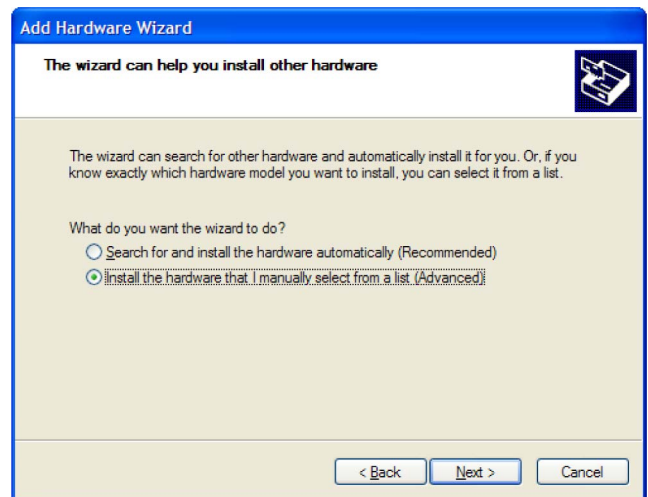 Add Hardware Wizard
The wizard can help you install other hardware
The wizard can search for other hardware and automatically install it for you. Or, if you
know exactly which hardware model you want to install, you can select it from a list.
What do you want the wizard to do?
Search for and install the hardware automatically (Recommended)
Install the hardware that I manually select from a list (Advanced)
< Back Next > Cancel